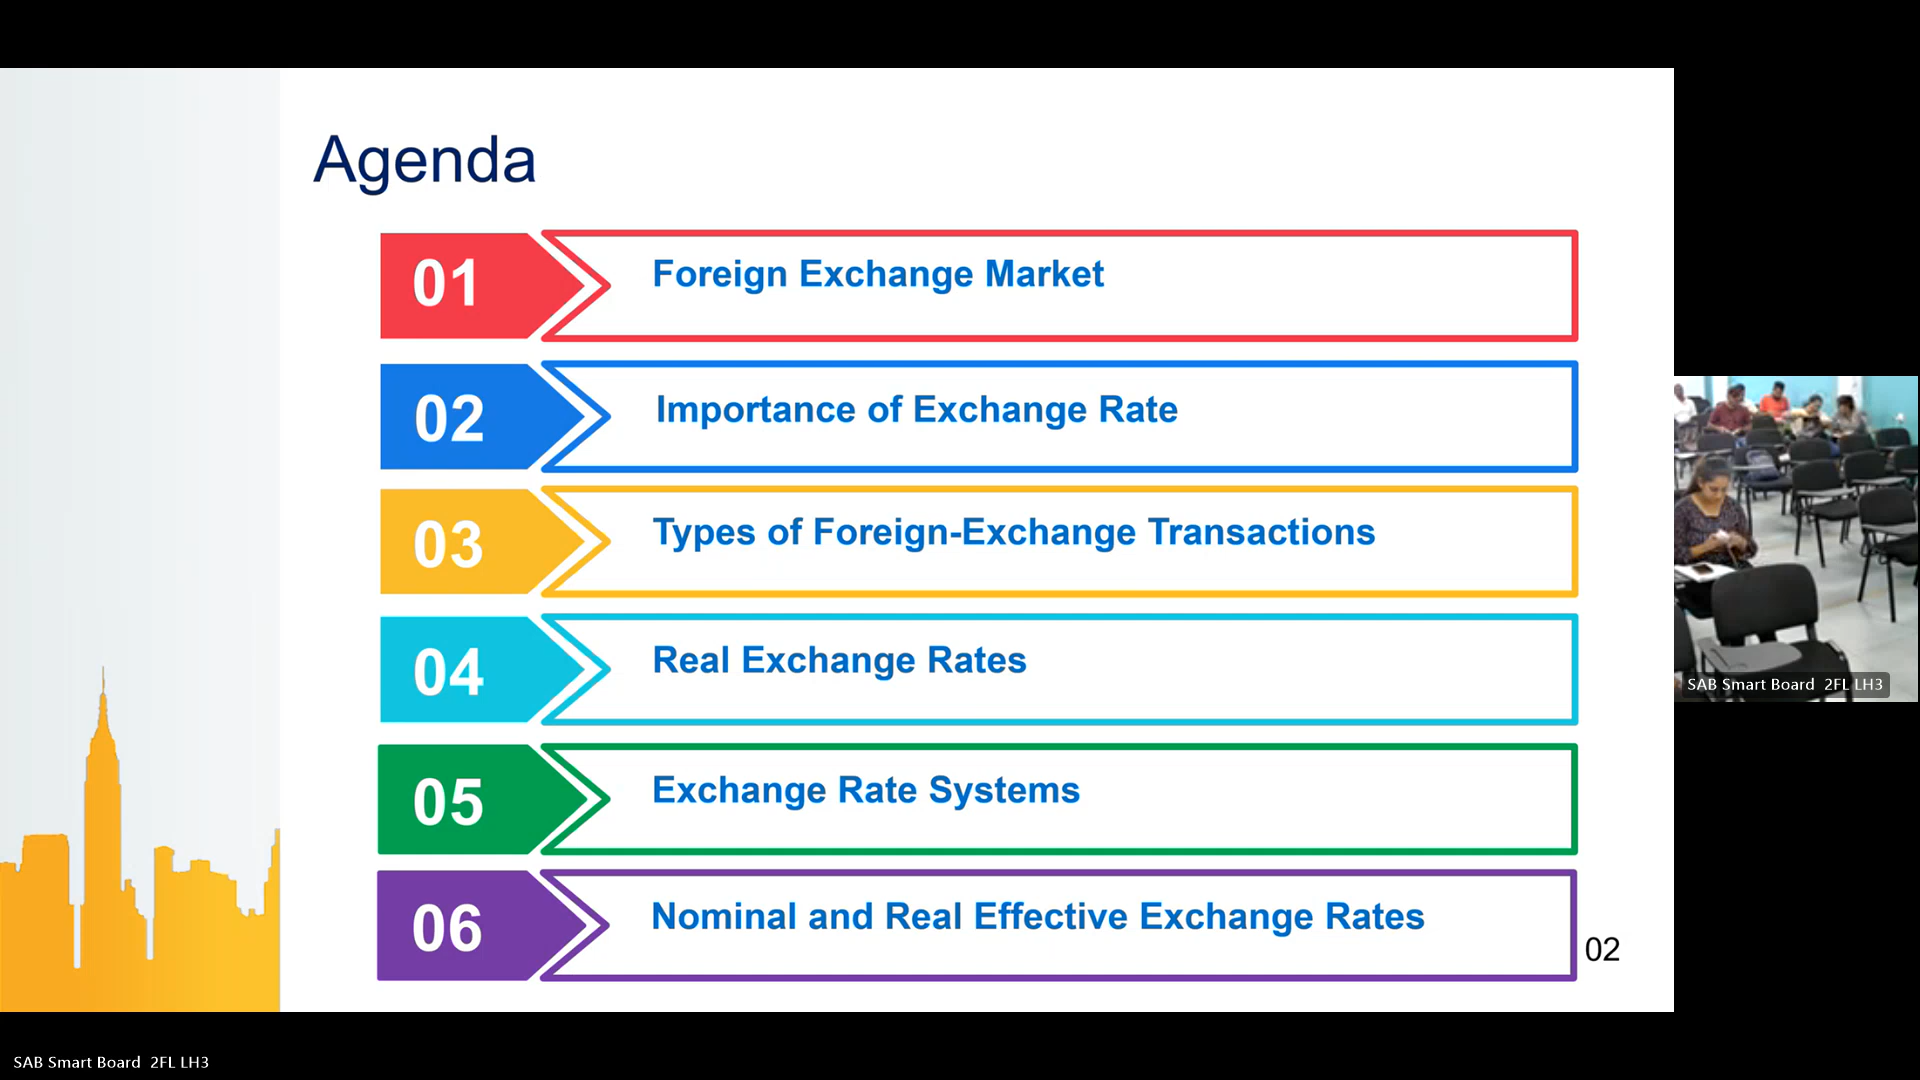 Agenda
01
Foreign Exchange Market
02
Importance of Exchange Rate
03
Types of Foreign-Exchange Transactions
04
Real Exchange Rates
05
Exchange Rate Systems
06
Nominal and Real Effective Exchange Rates
02
SAB Smart Board 2FL LH3
SAB Smart Board 2FL LH3